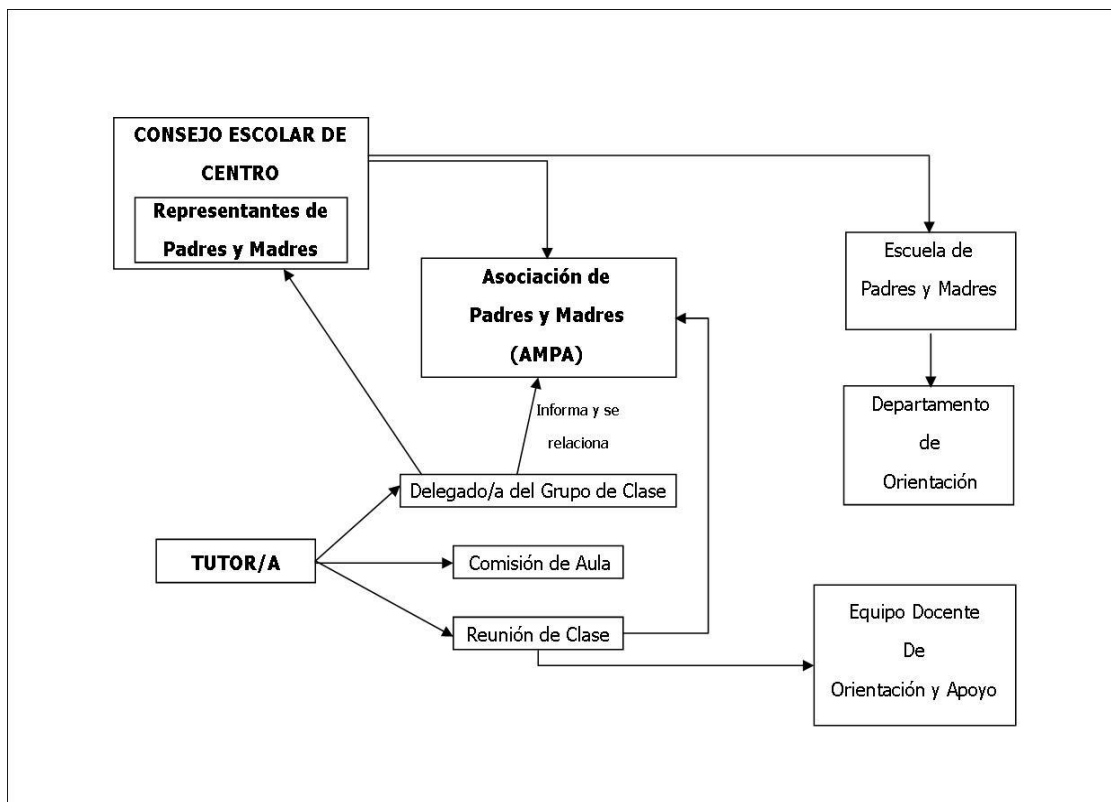 CONSEJO ESCOLAR DE
CENTRO
Representantes de
Padres y Madres
Asociación de
Padres y Madres
(AMPA)
Escuela de
Padres y Madres
Departamento
de
Orientación
Informa y se
relaciona
Delegado/a del Grupo de Clase
TUTOR/A
Comisión de Aula
Reunión de Clase
Equipo Docente
De
Orientación y Apoyo